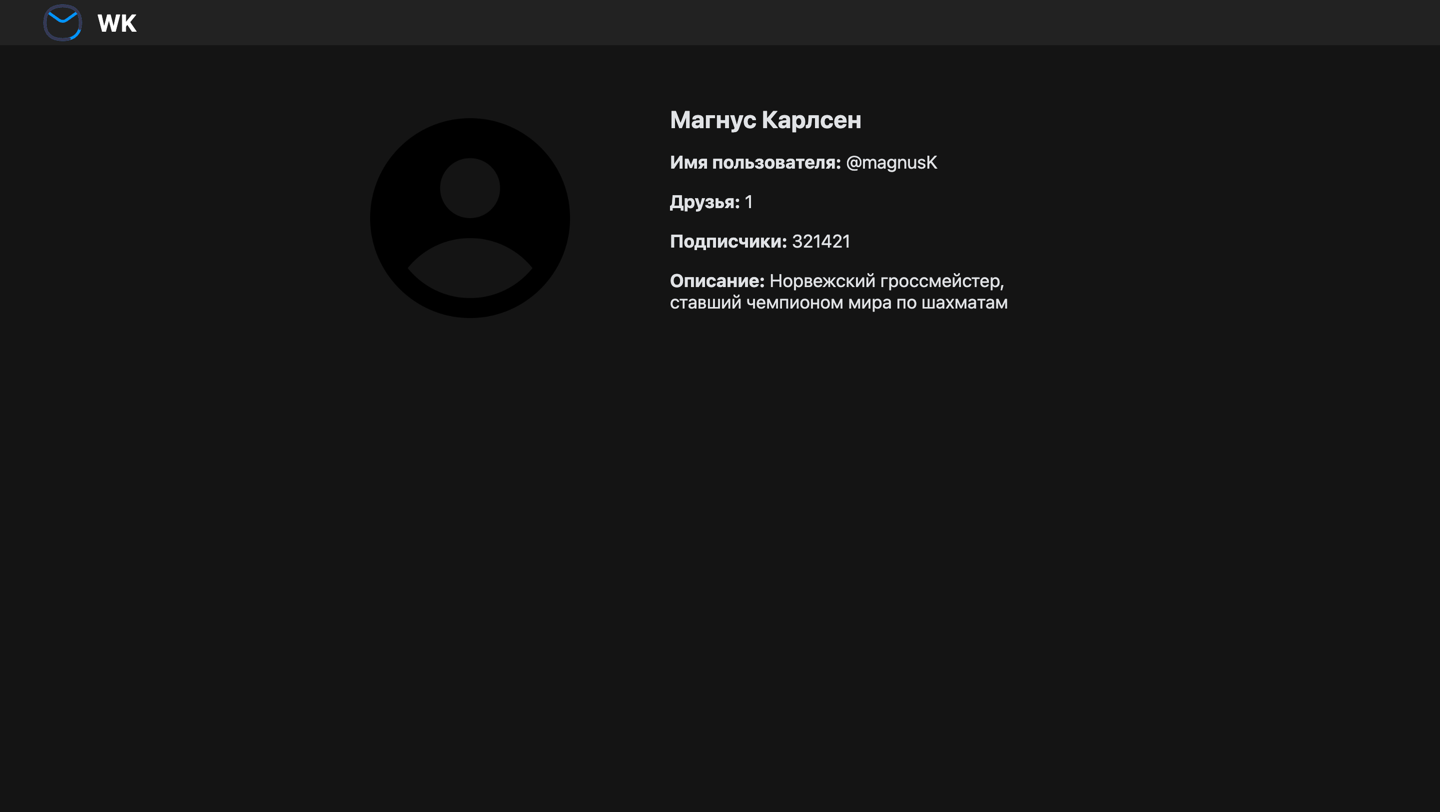 WK
Магнус Карлсен
Имя пользователя: @magnusK
Друзья: 1
Подписчики: 321421
Описание: Норвежский гроссмейстер,
ставший чемпионом мира по шахматам